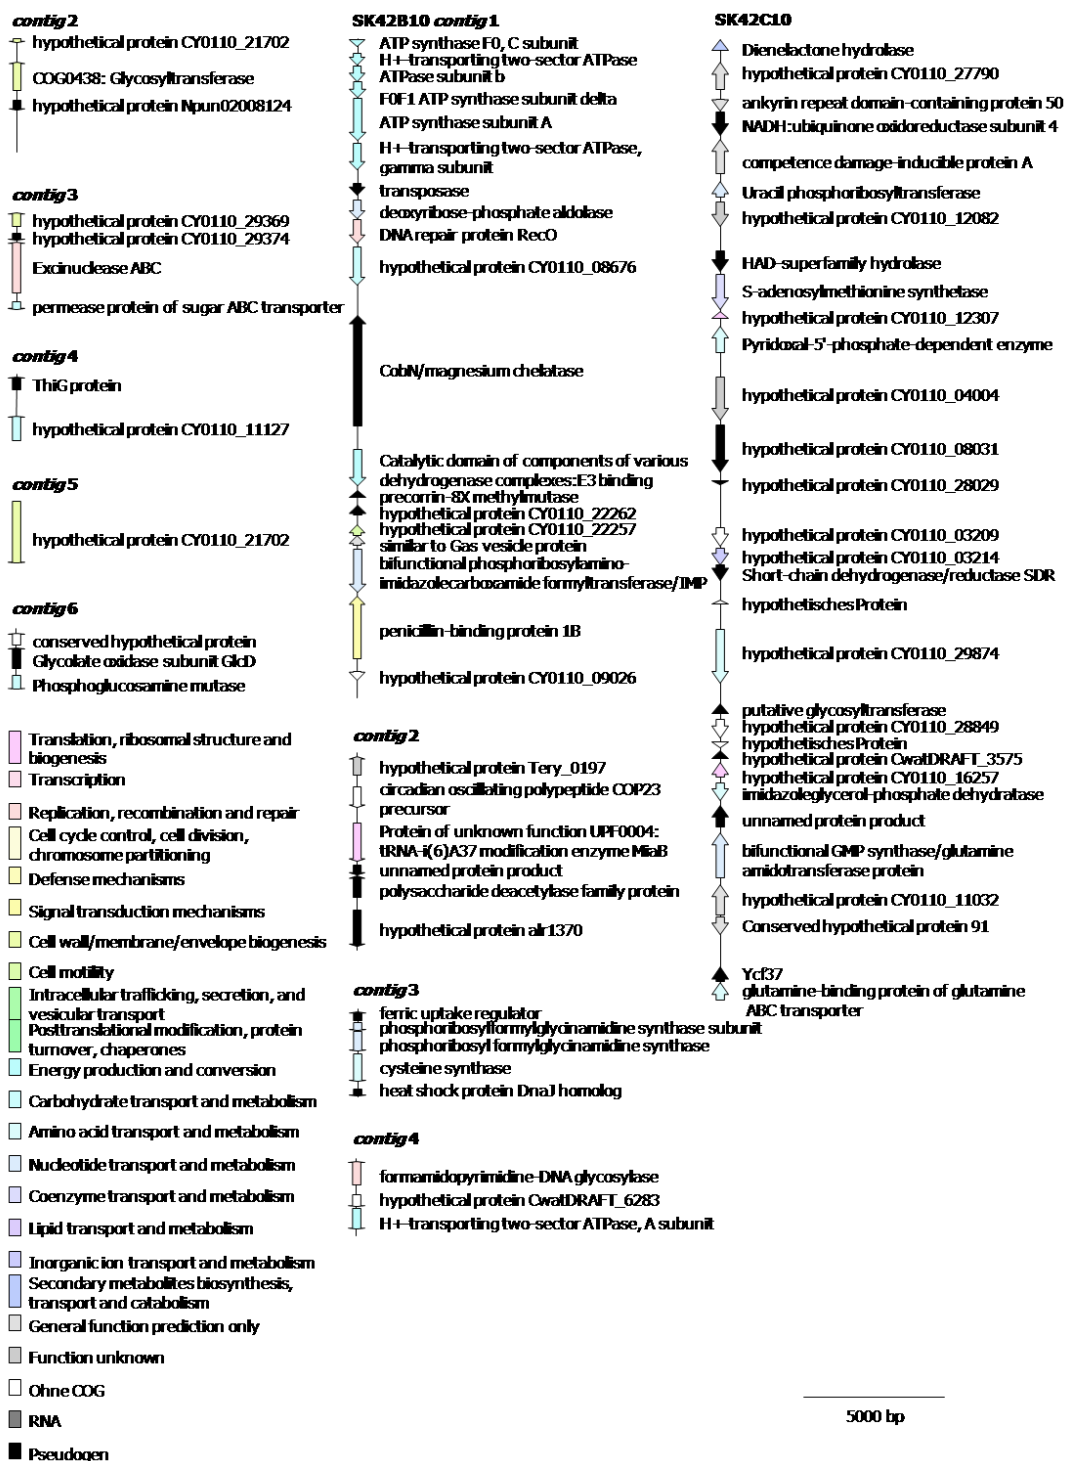 contig 2
hypothetical protein CY0110_21702
COG0438: Glycosyltransferase
hypothetical protein Npun02008124
contig 3
hypothetical protein CY0110_29369
hypothetical protein CY0110_29374
Excinuclease ABC
permease protein of sugar ABC transporter
contig 4
ThiG protein
hypothetical protein CY0110_11127
contig 5
hypothetical protein CY0110_21702
contig 6
conserved hypothetical protein
Glycolate oxidase subunit GlcD
Phosphoglucosamine mutase
Translation, ribosomal structure and
biogenesis
Transcription
Replication, recombination and repair
Cell cycle control, cell division,
chromosome partitioning
Defense mechanisms
Signal transduction mechanisms
Cell wall/membrane/envelope biogenesis
Cell motility
Intracellular trafficking, secretion, and
vesicular transport
Posttranslational modification, protein
turnover, chaperones
Energy production and conversion
Carbohydrate transport and metabolism
Amino acid transport and metabolism
Nucleotide transport and metabolism
Coenzyme transport and metabolism
Lipid transport and metabolism
Inorganic ion transport and metabolism
Secondary metabolites biosynthesis,
transport and catabolism
General function prediction only
Function unknown
Ohne COG
RNA
Pseudogen
SK42B10 contig 1
ATP synthase F0, C subunit
H+-transporting two-sector ATPase
ATPase subunit b
F0F1 ATP synthase subunit delta
ATP synthase subunit A
H+-transporting two-sector ATPase,
gamma subunit
transposase
deoxyribose-phosphate aldolase
DNA repair protein RecO
hypothetical protein CY0110_08676
CobN/magnesium chelatase
Catalytic domain of components of various
dehydrogenase complexes:E3 binding
precorrin-8X methylmutase
hypothetical protein CY0110_22262
hypothetical protein CY0110_22257
similar to Gas vesicle protein
bifunctional phosphoribosylamino-
imidazolecarboxamide formyltransferase/IMP
penicillin-binding protein 1B
hypothetical protein CY0110_09026
contig 2
hypothetical protein Tery_0197
circadian oscillating polypeptide COP23
precursor
Protein of unknown function UPF0004:
tRNA-i(6)A37 modification enzyme MiaB
unnamed protein product
polysaccharide deacetylase family protein
hypothetical protein alr1370
contig 3
ferric uptake regulator
phosphoribosylformylglycinamidine synthase subunit
phosphoribosyl formylglycinamidine synthase
cysteine synthase
heat shock protein DnaJ homolog
contig 4
formamidopyrimidine-DNA glycosylase
hypothetical protein CwatDRAFT_6283
H+-transporting two-sector ATPase, A subunit
SK42C10
Dienelactone hydrolase
hypothetical protein CY0110_27790
ankyrin repeat domain-containing protein 50
NADH:ubiquinone oxidoreductase subunit 4
competence damage-inducible protein A
Uracil phosphoribosyltransferase
hypothetical protein CY0110_12082
HAD-superfamily hydrolase
S-adenosylmethionine synthetase
hypothetical protein CY0110_12307
Pyridoxal-5'-phosphate-dependent enzyme
hypothetical protein CY0110_04004
hypothetical protein CY0110_08031
hypothetical protein CY0110_28029
hypothetical protein CY0110_03209
hypothetical protein CY0110_03214
Short-chain dehydrogenase/reductase SDR
hypothetisches Protein
hypothetical protein CY0110_29874
putative glycosyltransferase
hypothetical protein CY0110_28849
hypothetisches Protein
hypothetical protein CwatDRAFT_3575
hypothetical protein CY0110_16257
imidazoleglycerol-phosphate dehydratase
unnamed protein product
bifunctional GMP synthase/glutamine
amidotransferase protein
hypothetical protein CY0110_11032
Conserved hypothetical protein 91
Ycf37
glutamine-binding protein of glutamine
ABC transporter
5000 bp